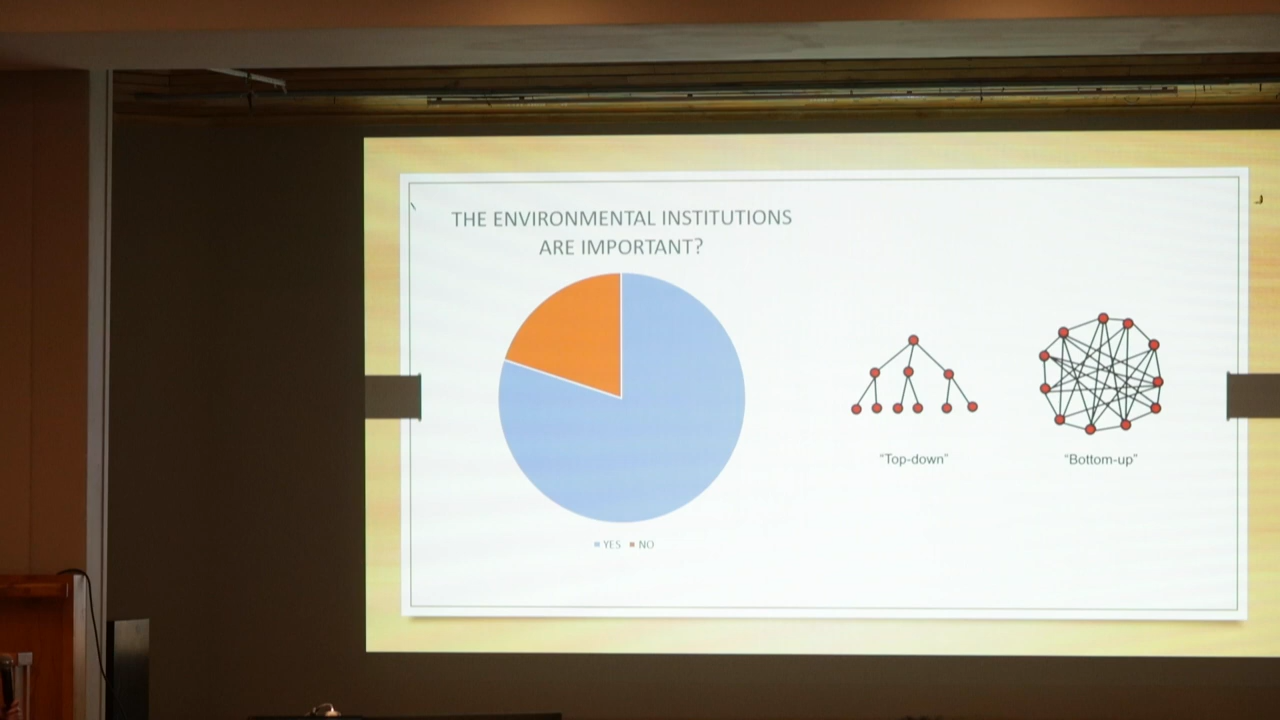 THE ENVIRONMENTAL INSTITUTIONS
ARE IMPORTANT?
YES NO
"Top-down"
"Bottom-up"